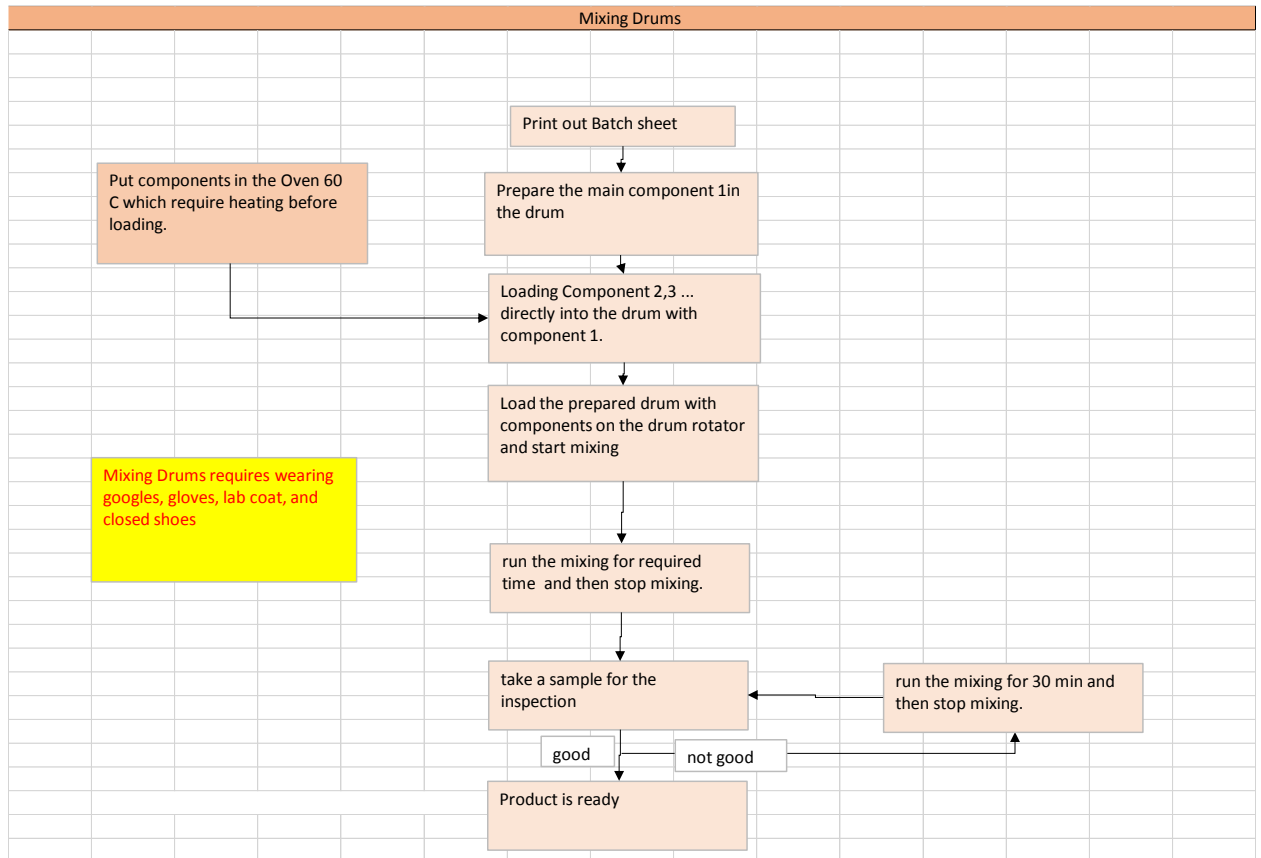 Mixing Drums
Print out Batch sheet
Put components in the Oven 60
C which require heating before
loading.
Prepare the main component 1in
the drum
Loading Component 2,3 ...
directly into the drum with
component 1.
Load the prepared drum with
components on the drum rotator
and start mixing
Mixing Drums requires wearing
googles, gloves, lab coat, and
closed shoes
run the mixing for required
time  and then stop mixing.
take a sample for the
inspection
run the mixing for 30 min and
then stop mixing.
good
not good
Product is ready